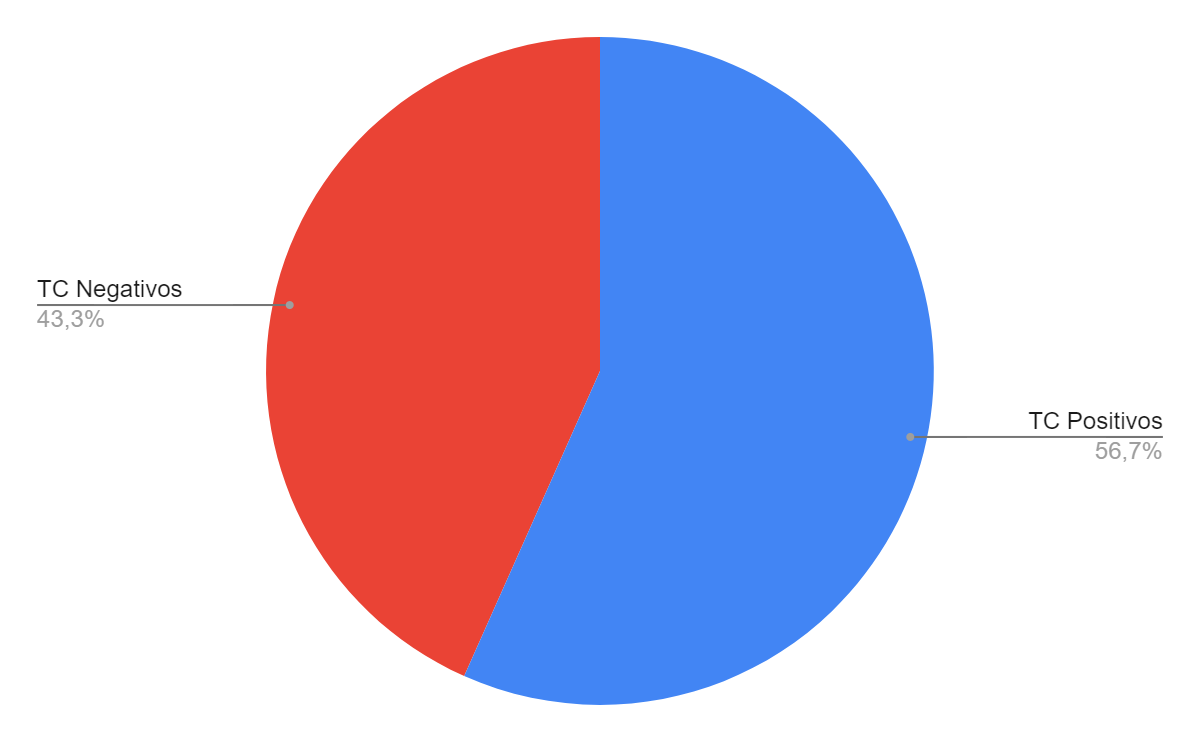 TC Negativos
43,3%
TC Positivos
56,7%